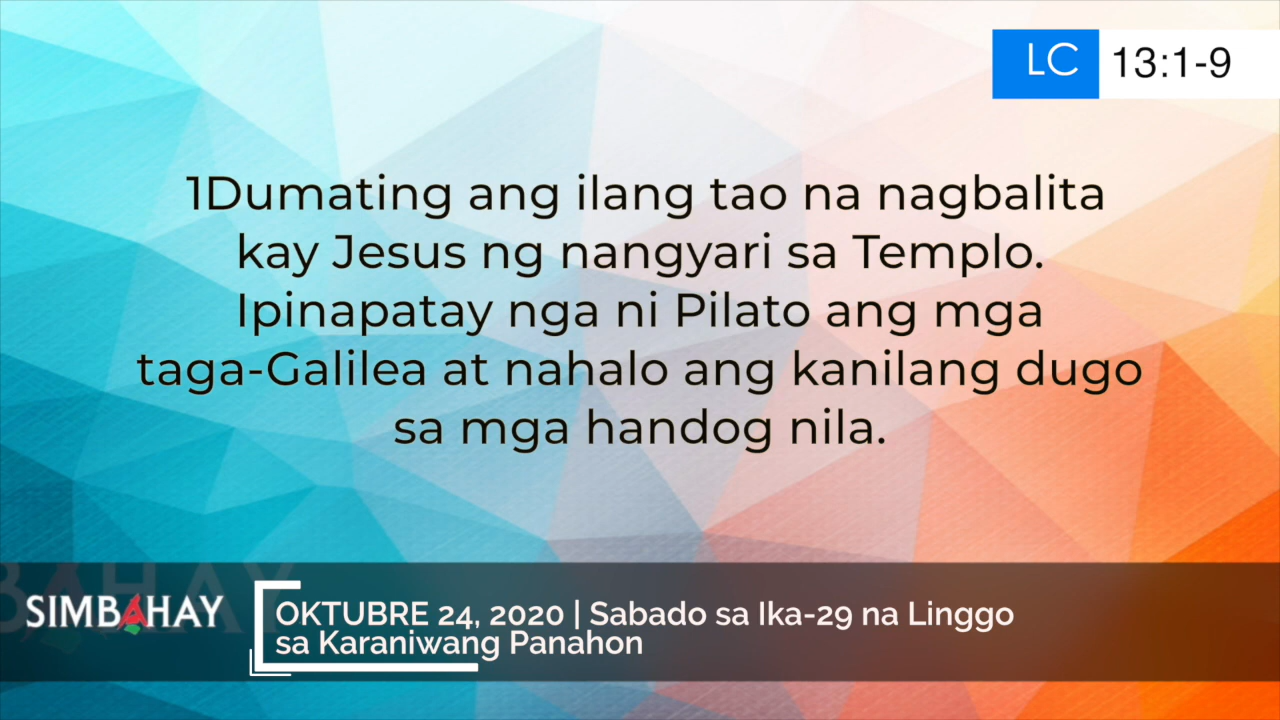 LC 13:1-9
1Dumating ang ilang tao na nagbalita
kay Jesus ng nangyari sa Templo.
Ipinapatay nga ni Pilato ang mga
taga-Galilea at nahalo ang kanilang dugo
sa mga handog nila.
SIMBAHAY
OKTUBRE 24, 2020 | Sabado sa Ika-29 na Linggo
sa Karaniwang Panahon